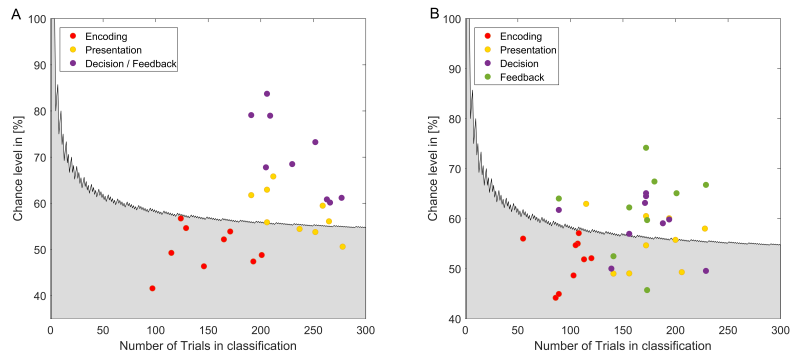 A
100
90
80
70
60
50
40
Chance level in [%]
Encoding
Presentation
Decision / Feedback
0 50 100 150 200 250 300
Number of Trials in classification
B
100
90
80
70
60
50
40
Chance level in [%]
Encoding
Presentation
Decision
Feedback
0 50 100 150 200 250 300
Number of Trials in classification